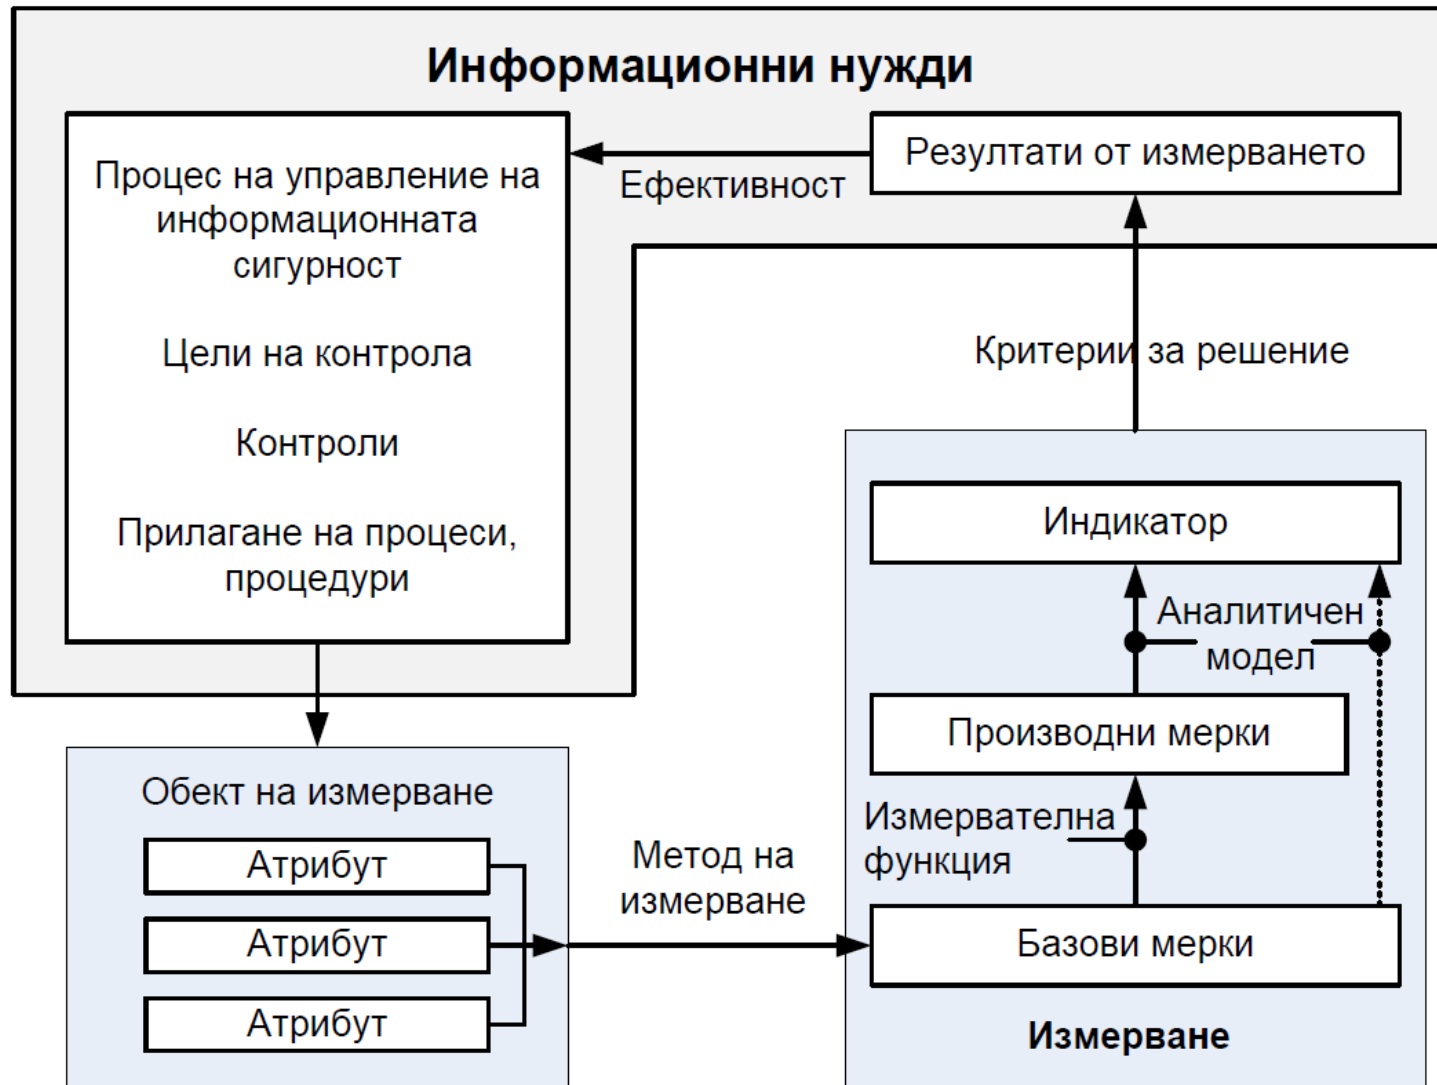 Информационни нужди
Процес на управление на
информационната
сигурност
Цели на контрола
Контроли
Прилагане на процеси,
процедури
Ефективност
Резултати от измерването
Критерии за решение
Индикатор
Аналитичен
модел
Производни мерки
Измервателна
функция
Базови мерки
Измерване
Метод на
измерване
Обект на измерване
Атрибут
Атрибут
Атрибут